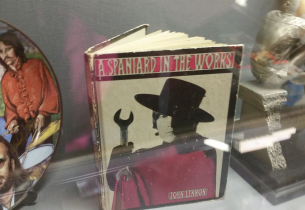 A SPANIARD IN THE WORKS
JOHN LENNON